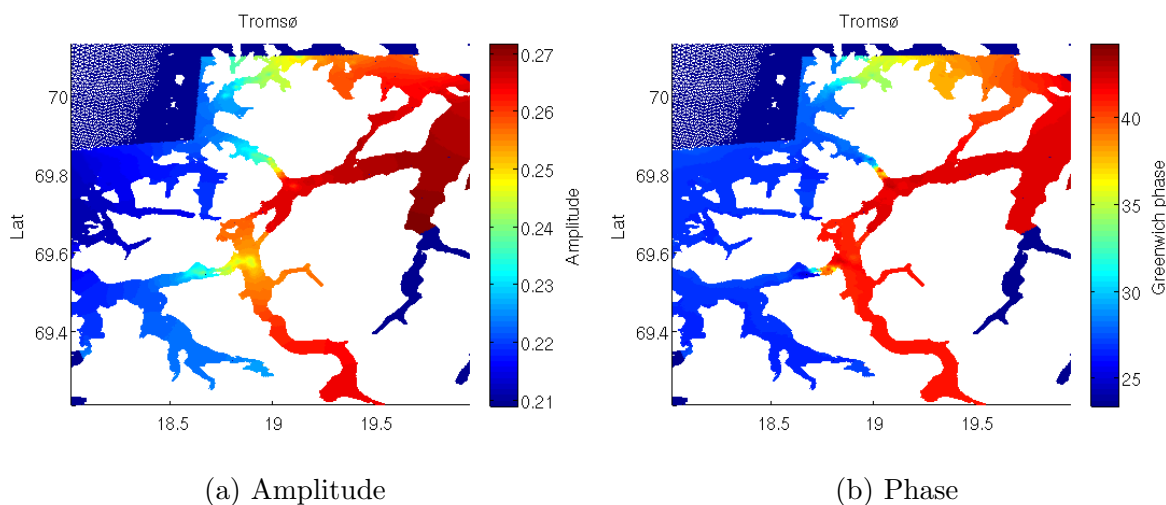 Tromsø
Lat
70
69.8
69.6
69.4
18.5 19 19.5
0.27
0.26
0.25
0.24
0.23
0.22
0.21
Amplitude
(a) Amplitude
Tromsø
Lat
70
69.8
69.6
69.4
18.5 19 19.5
40
35
30
25
Greenwich phase
(b) Phase